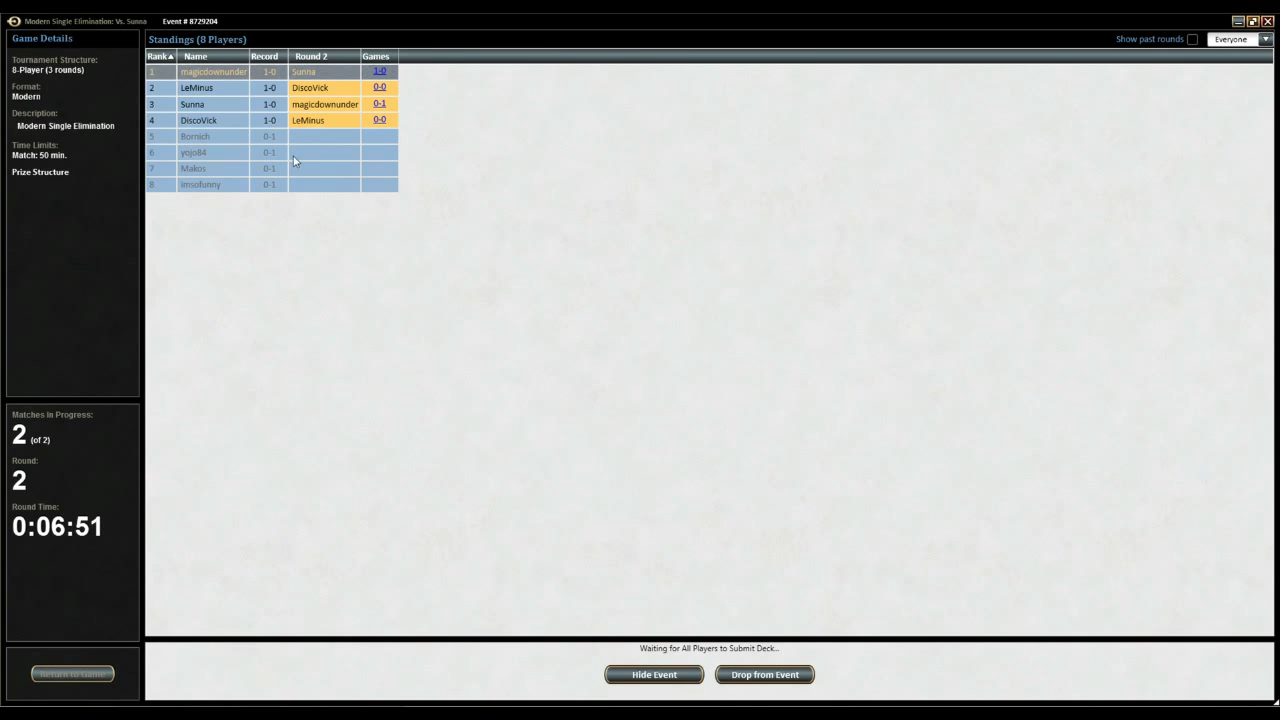 Modern Single Elimination: Vs. Sunna Event # 8729204
Game Details
Tournament Structure:
8-Player (3 rounds)
Format:
Modern
Description:
Modern Single Elimination
Time Limits:
Match: 50 min.
Prize Structure
Standings (8 Players)
Show past rounds
Everyone
Rank Name Record Round 2 Games
1 magicdownunder 1-0 Sunna 1-0
2 LeMinus 1-0 DiscoVick 0-0
3 Sunna 1-0 magicdownunder 0-1
4 DiscoVick 1-0 LeMinus 0-0
5 Bornich 0-1
6 yojo84 0-1
7 Makos 0-1
8 imsofunny 0-1
Matches In Progress:
2 (of 2)
Round:
2
Round Time:
0:06:51
Return to Game
Waiting for All Players to Submit Deck...
Hide Event
Drop from Event